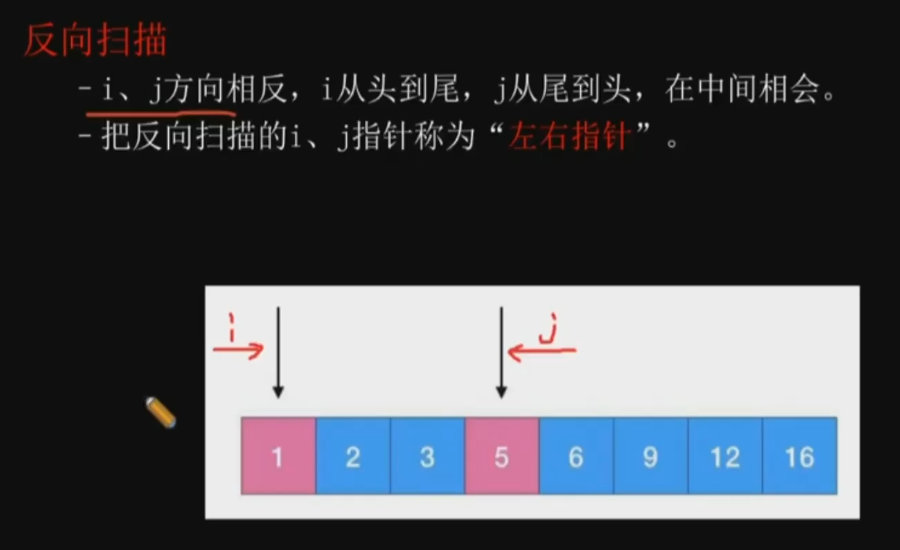 反向扫描
-i、j方向相反，i从头到尾，j从尾到头，在中间相会。
-把反向扫描的i、j指针称为“左右指针”。
i j
1 2 3 5 6 9 12 16